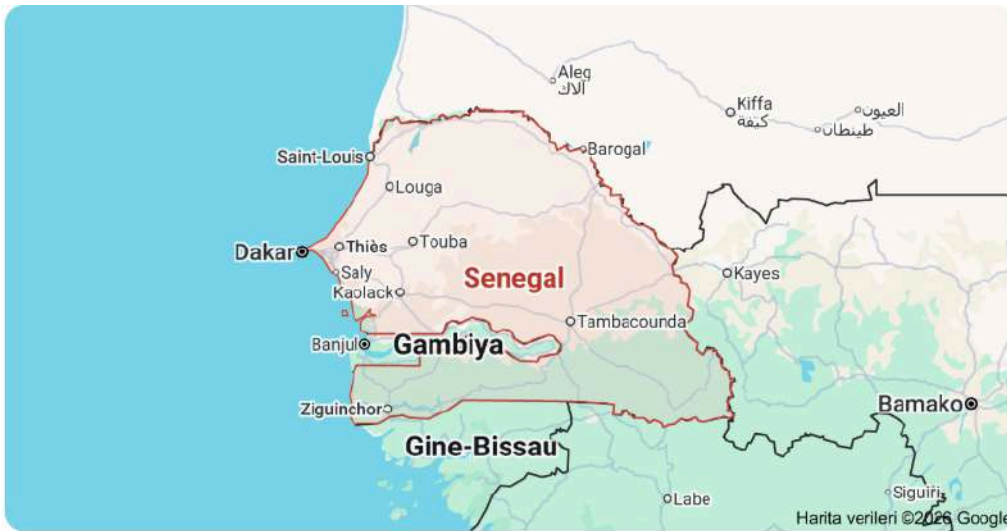 Aleg
ألاك
Kiffa
كيفة
العيون
طينطان
Barogal
Saint-Louis
Louga
Dakar
Thiès
Touba
Saly
Kaolack
Senegal
Kayes
Tambacounda
Banjul
Gambiya
Ziguinchor
Bamako
Gine-Bissau
Labe
Siguiri
Harita verileri ©2026 Google